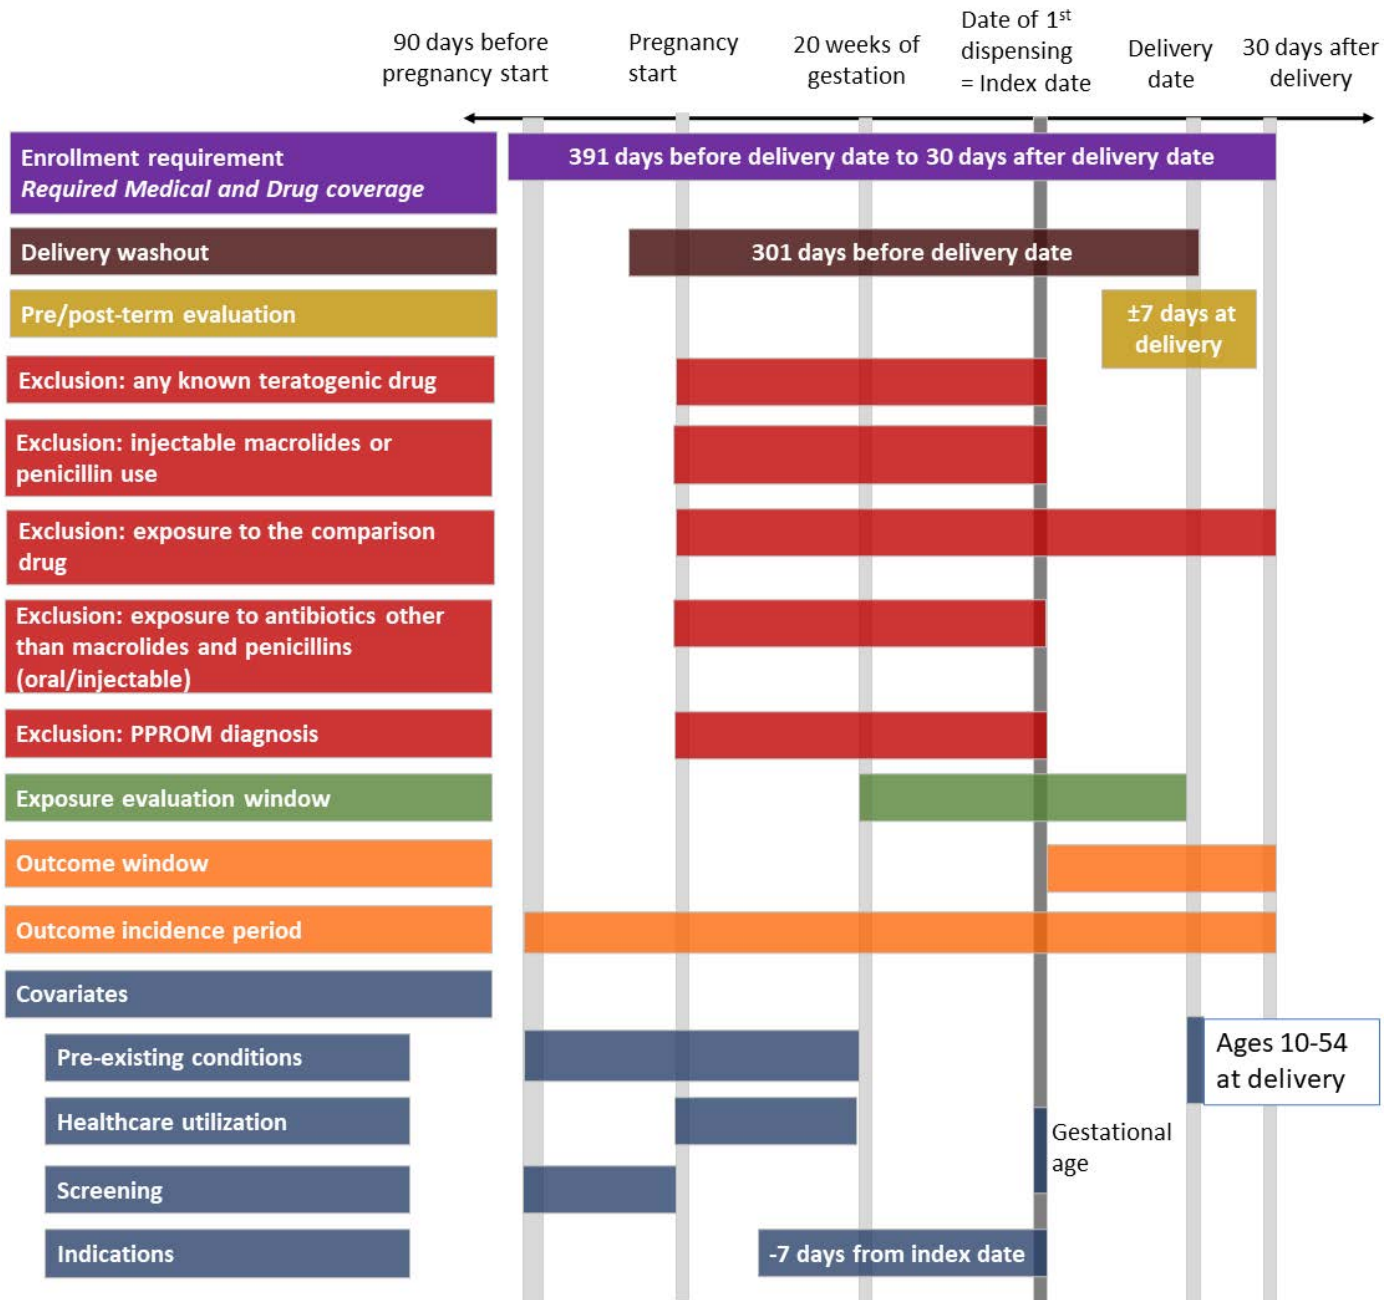 90 days before
pregnancy start
Pregnancy
start
20 weeks of
gestation
Date of 1st
dispensing
= Index date
Delivery
date
30 days after
delivery
Enrollment requirement
Required Medical and Drug coverage
391 days before delivery date to 30 days after delivery date
Delivery washout
301 days before delivery date
Pre/post-term evaluation
±7 days at
delivery
Exclusion: any known teratogenic drug
Exclusion: injectable macrolides or
penicillin use
Exclusion: exposure to the comparison
drug
Exclusion: exposure to antibiotics other
than macrolides and penicillins
(oral/injectable)
Exclusion: PPROM diagnosis
Exposure evaluation window
Outcome window
Outcome incidence period
Covariates
Pre-existing conditions
Ages 10-54
at delivery
Healthcare utilization
Gestational
age
Screening
Indications
-7 days from index date